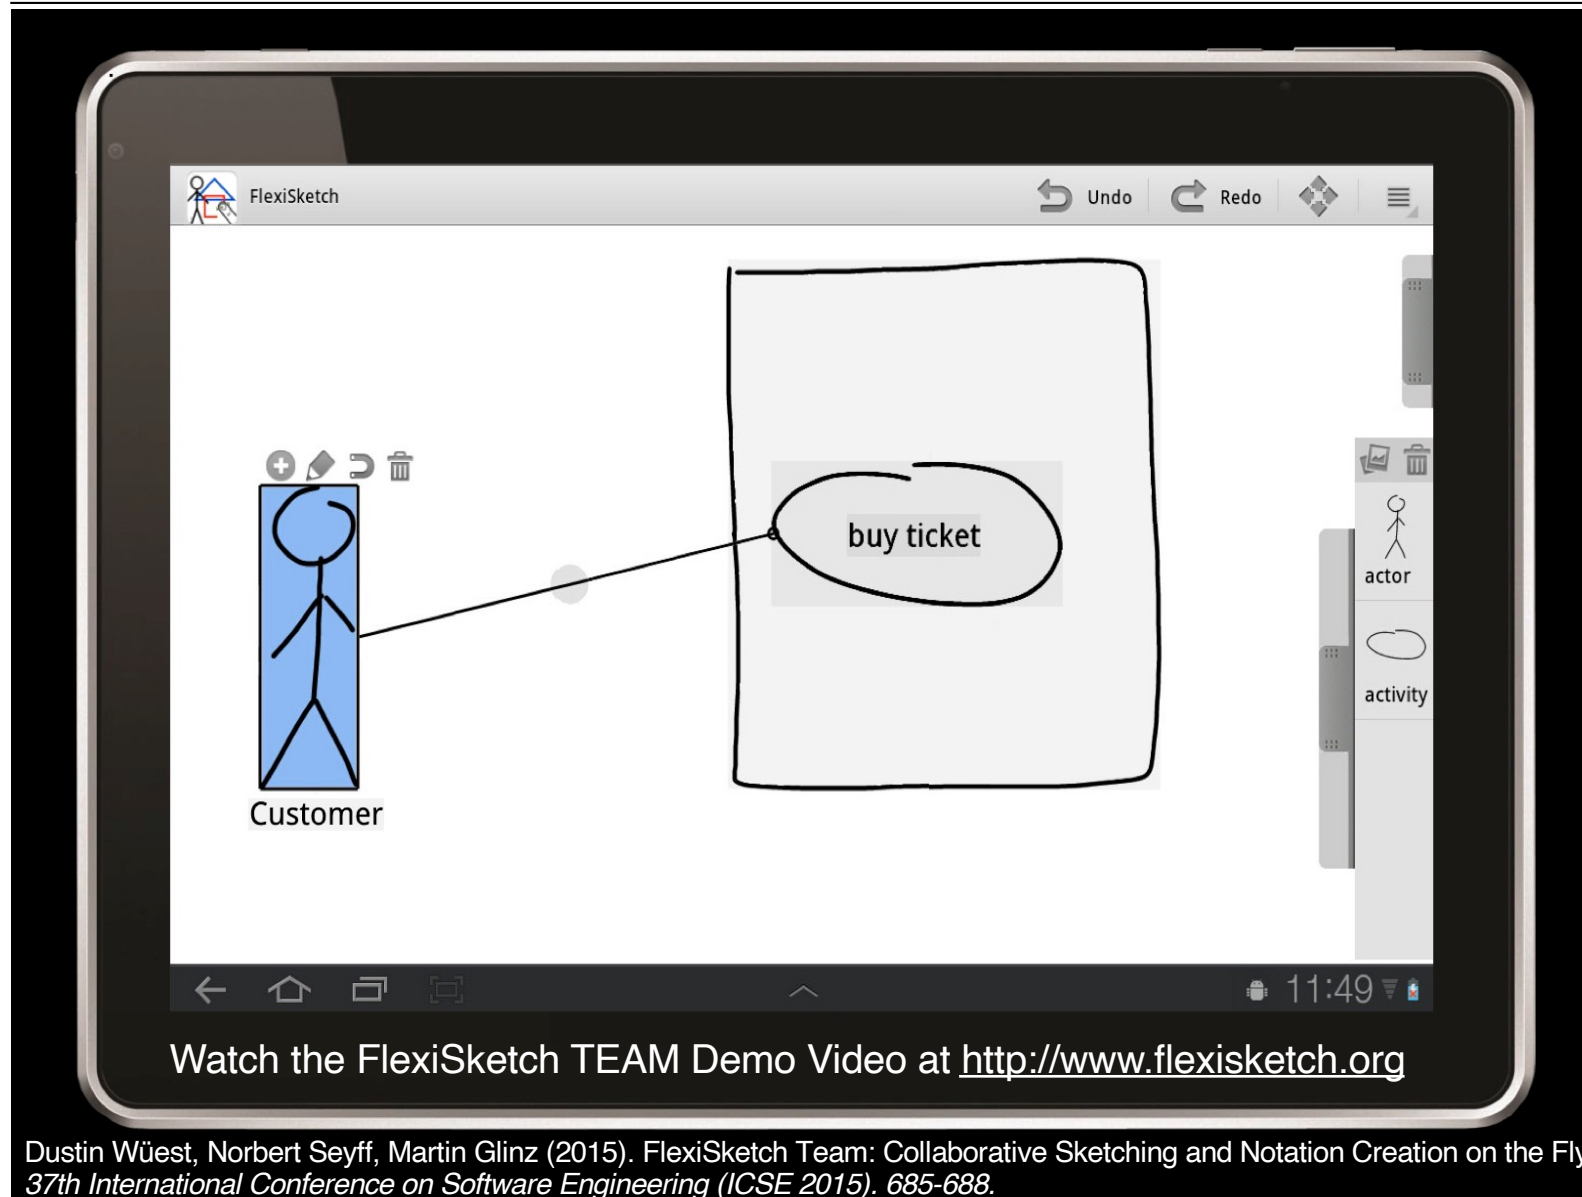 FlexiSketch
Undo
Redo
buy ticket
actor
activity
Customer
11:49
Watch the FlexiSketch TEAM Demo Video at http://www.flexisketch.org
Dustin Wüest, Norbert Seyff, Martin Glinz (2015). FlexiSketch Team: Collaborative Sketching and Notation Creation on the Fly
37th International Conference on Software Engineering (ICSE 2015). 685-688.